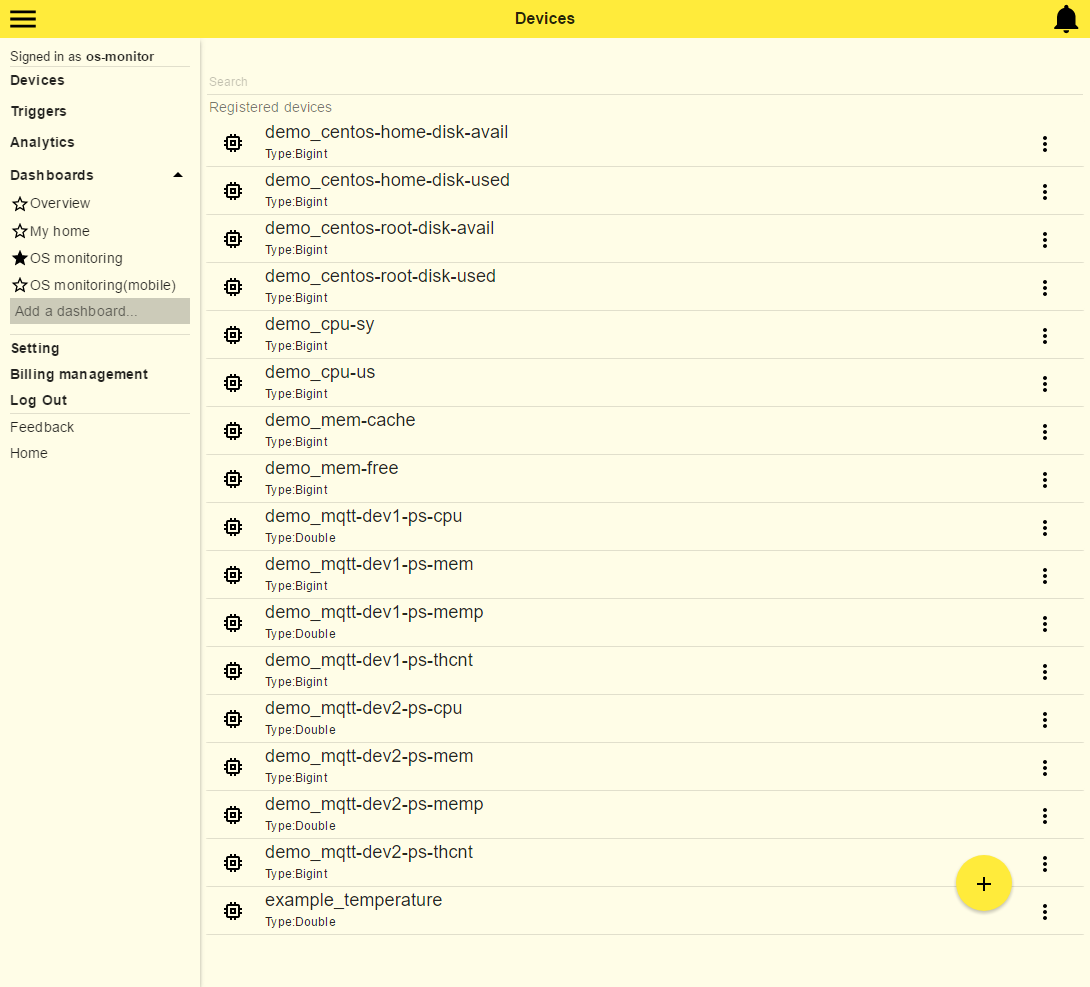 Devices
Signed in as os-monitor
Devices
Triggers
Analytics
Dashboards
Overview
My home
OS monitoring
OS monitoring(mobile)
Add a dashboard...
Setting
Billing management
Log Out
Feedback
Home
Search
Registered devices
demo_centos-home-disk-avail
Type:Bigint
demo_centos-home-disk-used
Type:Bigint
demo_centos-root-disk-avail
Type:Bigint
demo_centos-root-disk-used
Type:Bigint
demo_cpu-sy
Type:Bigint
demo_cpu-us
Type:Bigint
demo_mem-cache
Type:Bigint
demo_mem-free
Type:Bigint
demo_mqtt-dev1-ps-cpu
Type:Double
demo_mqtt-dev1-ps-mem
Type:Bigint
demo_mqtt-dev1-ps-memp
Type:Double
demo_mqtt-dev1-ps-thcnt
Type:Bigint
demo_mqtt-dev2-ps-cpu
Type:Double
demo_mqtt-dev2-ps-mem
Type:Bigint
demo_mqtt-dev2-ps-memp
Type:Double
demo_mqtt-dev2-ps-thcnt
Type:Bigint
example_temperature
Type:Double